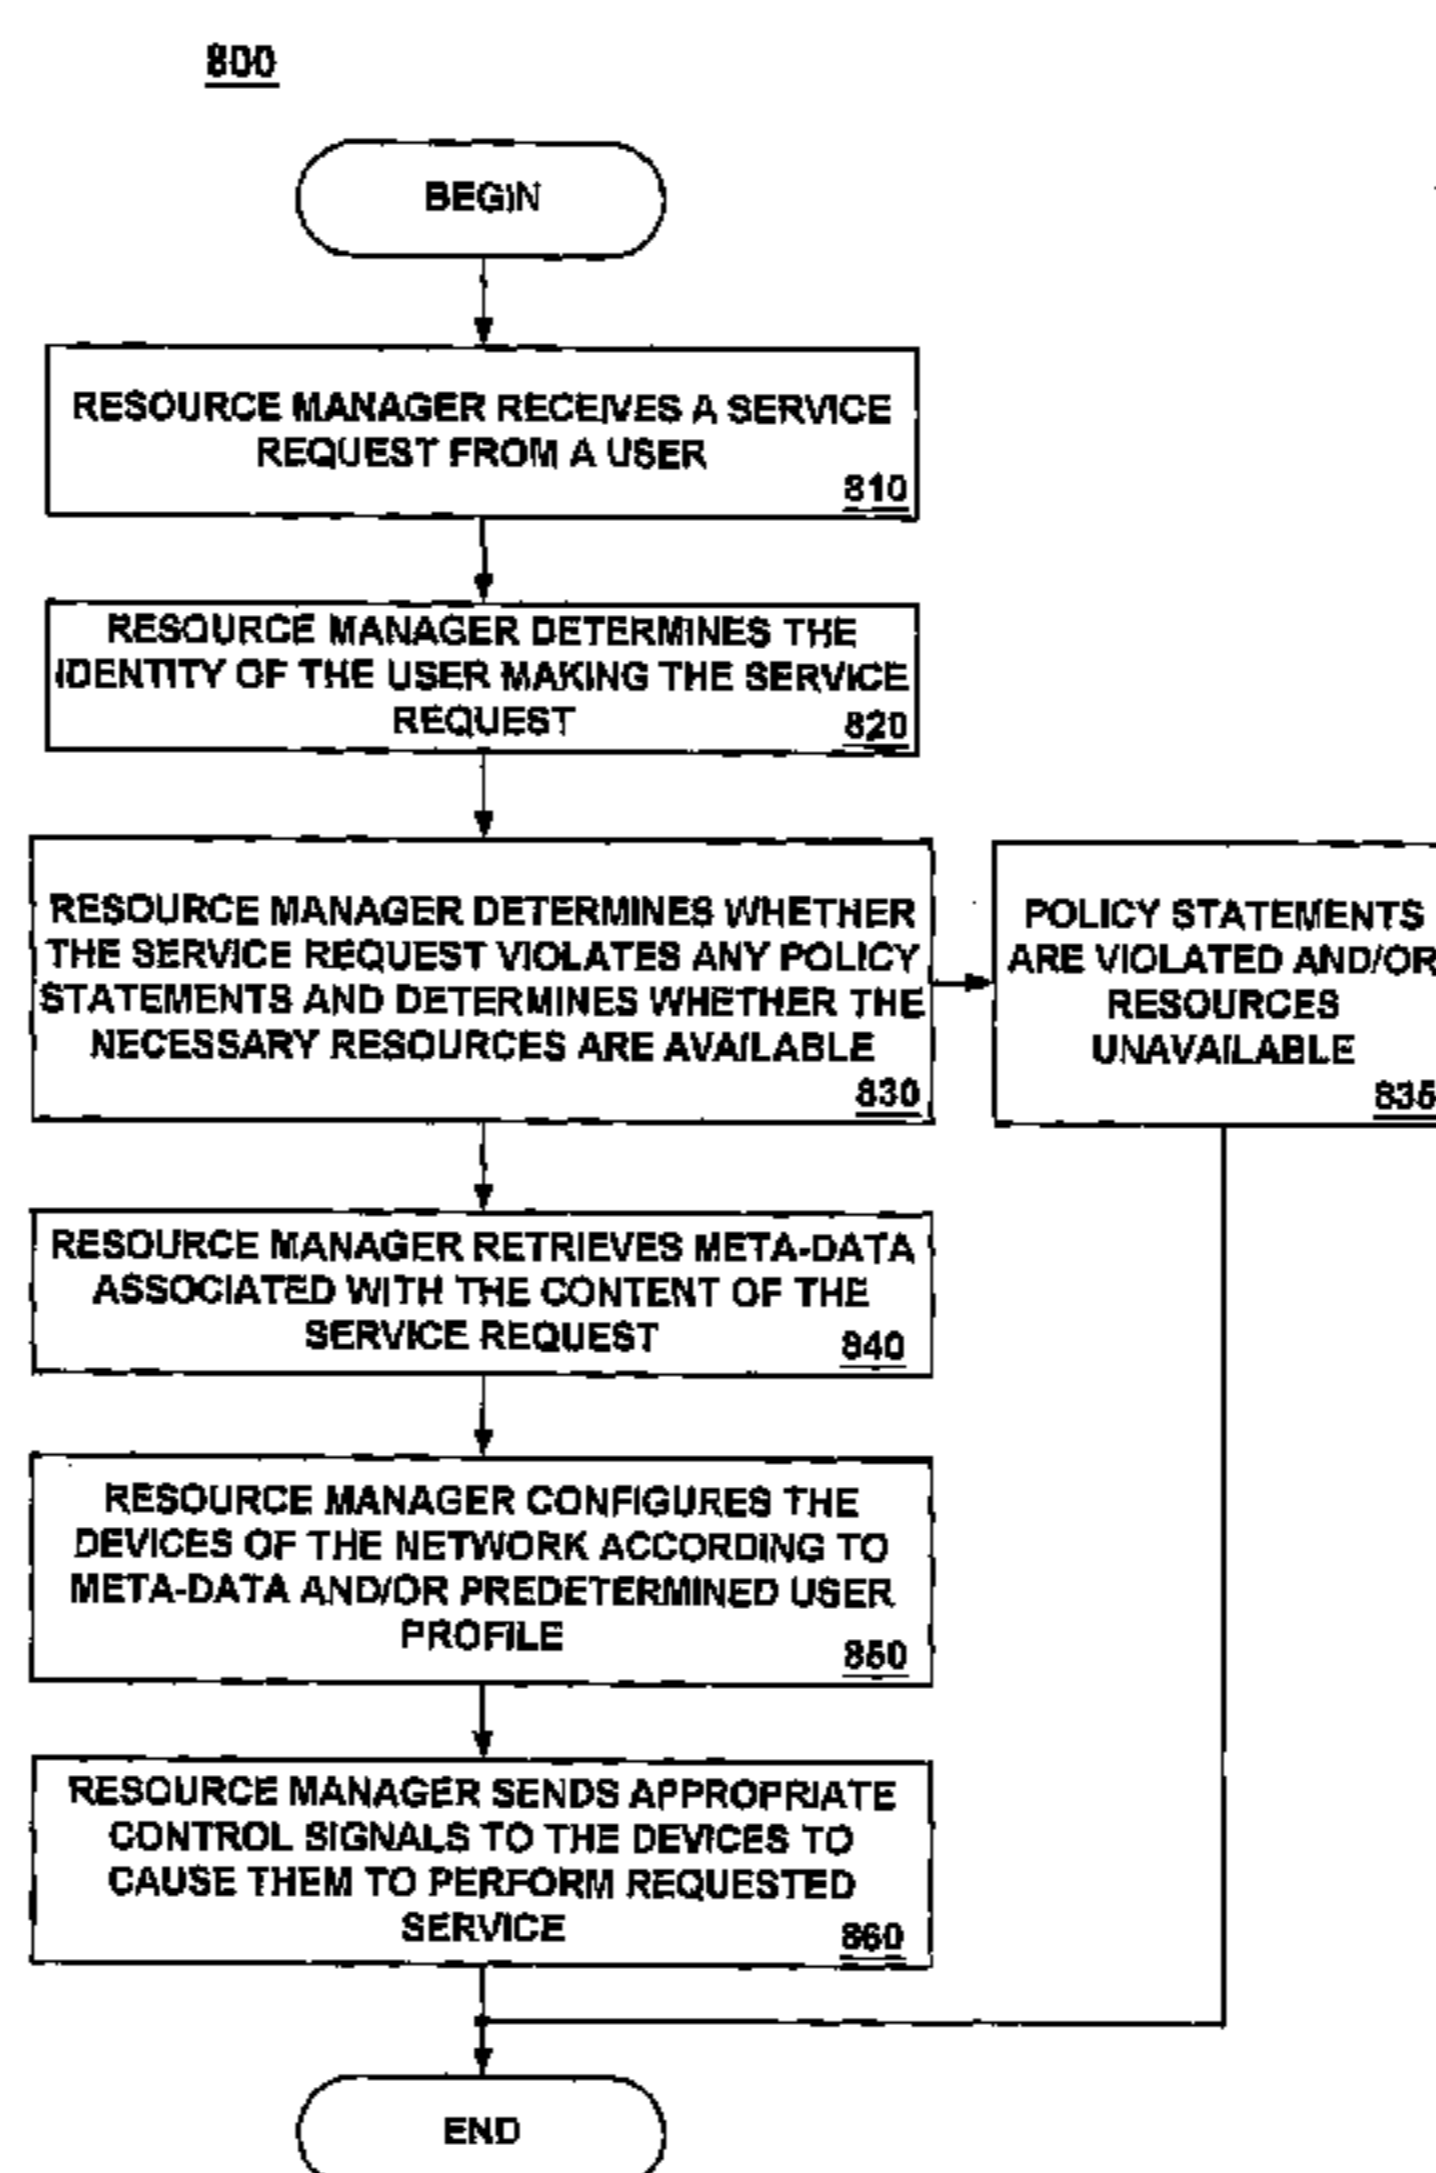 800
BEGIN
RESOURCE MANAGER RECEIVES A SERVICE
REQUEST FROM A USER
810
RESOURCE MANAGER DETERMINES THE
IDENTITY OF THE USER MAKING THE SERVICE
REQUEST
820
RESOURCE MANAGER DETERMINES WHETHER
THE SERVICE REQUEST VIOLATES ANY POLICY
STATEMENTS AND DETERMINES WHETHER THE
NECESSARY RESOURCES ARE AVAILABLE
830
POLICY STATEMENTS
ARE VIOLATED AND/OR
RESOURCES
UNAVAILABLE
835
RESOURCE MANAGER RETRIEVES META-DATA
ASSOCIATED WITH THE CONTENT OF THE
SERVICE REQUEST
840
RESOURCE MANAGER CONFIGURES THE
DEVICES OF THE NETWORK ACCORDING TO
META-DATA AND/OR PREDETERMINED USER
PROFILE
850
RESOURCE MANAGER SENDS APPROPRIATE
CONTROL SIGNALS TO THE DEVICES TO
CAUSE THEM TO PERFORM REQUESTED
SERVICE
860
END